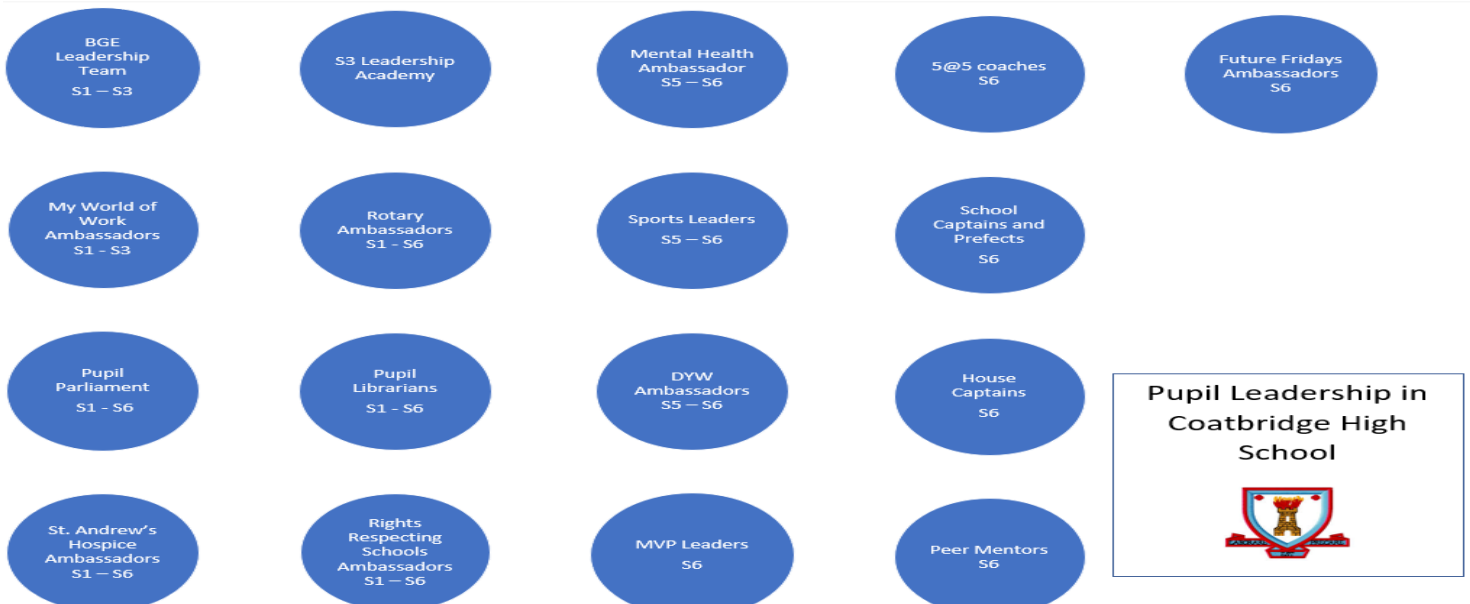 BGE
Leadership
Team
S1 – S3
S3 Leadership
Academy
Mental Health
Ambassador
S5 – S6
5@5 coaches
S6
Future Fridays
Ambassadors
S6
My World of
Work
Ambassadors
S1 - S3
Rotary
Ambassadors
S1 - S6
Sports Leaders
S5 – S6
School
Captains and
Prefects
S6
Pupil
Parliament
S1 - S6
Pupil
Librarians
S1 - S6
DYW
Ambassadors
S5 – S6
House
Captains
S6
St. Andrew’s
Hospice
Ambassadors
S1 – S6
Rights
Respecting
Schools
Ambassadors
S1 – S6
MVP Leaders
S6
Peer Mentors
S6
Pupil Leadership in
Coatbridge High
School